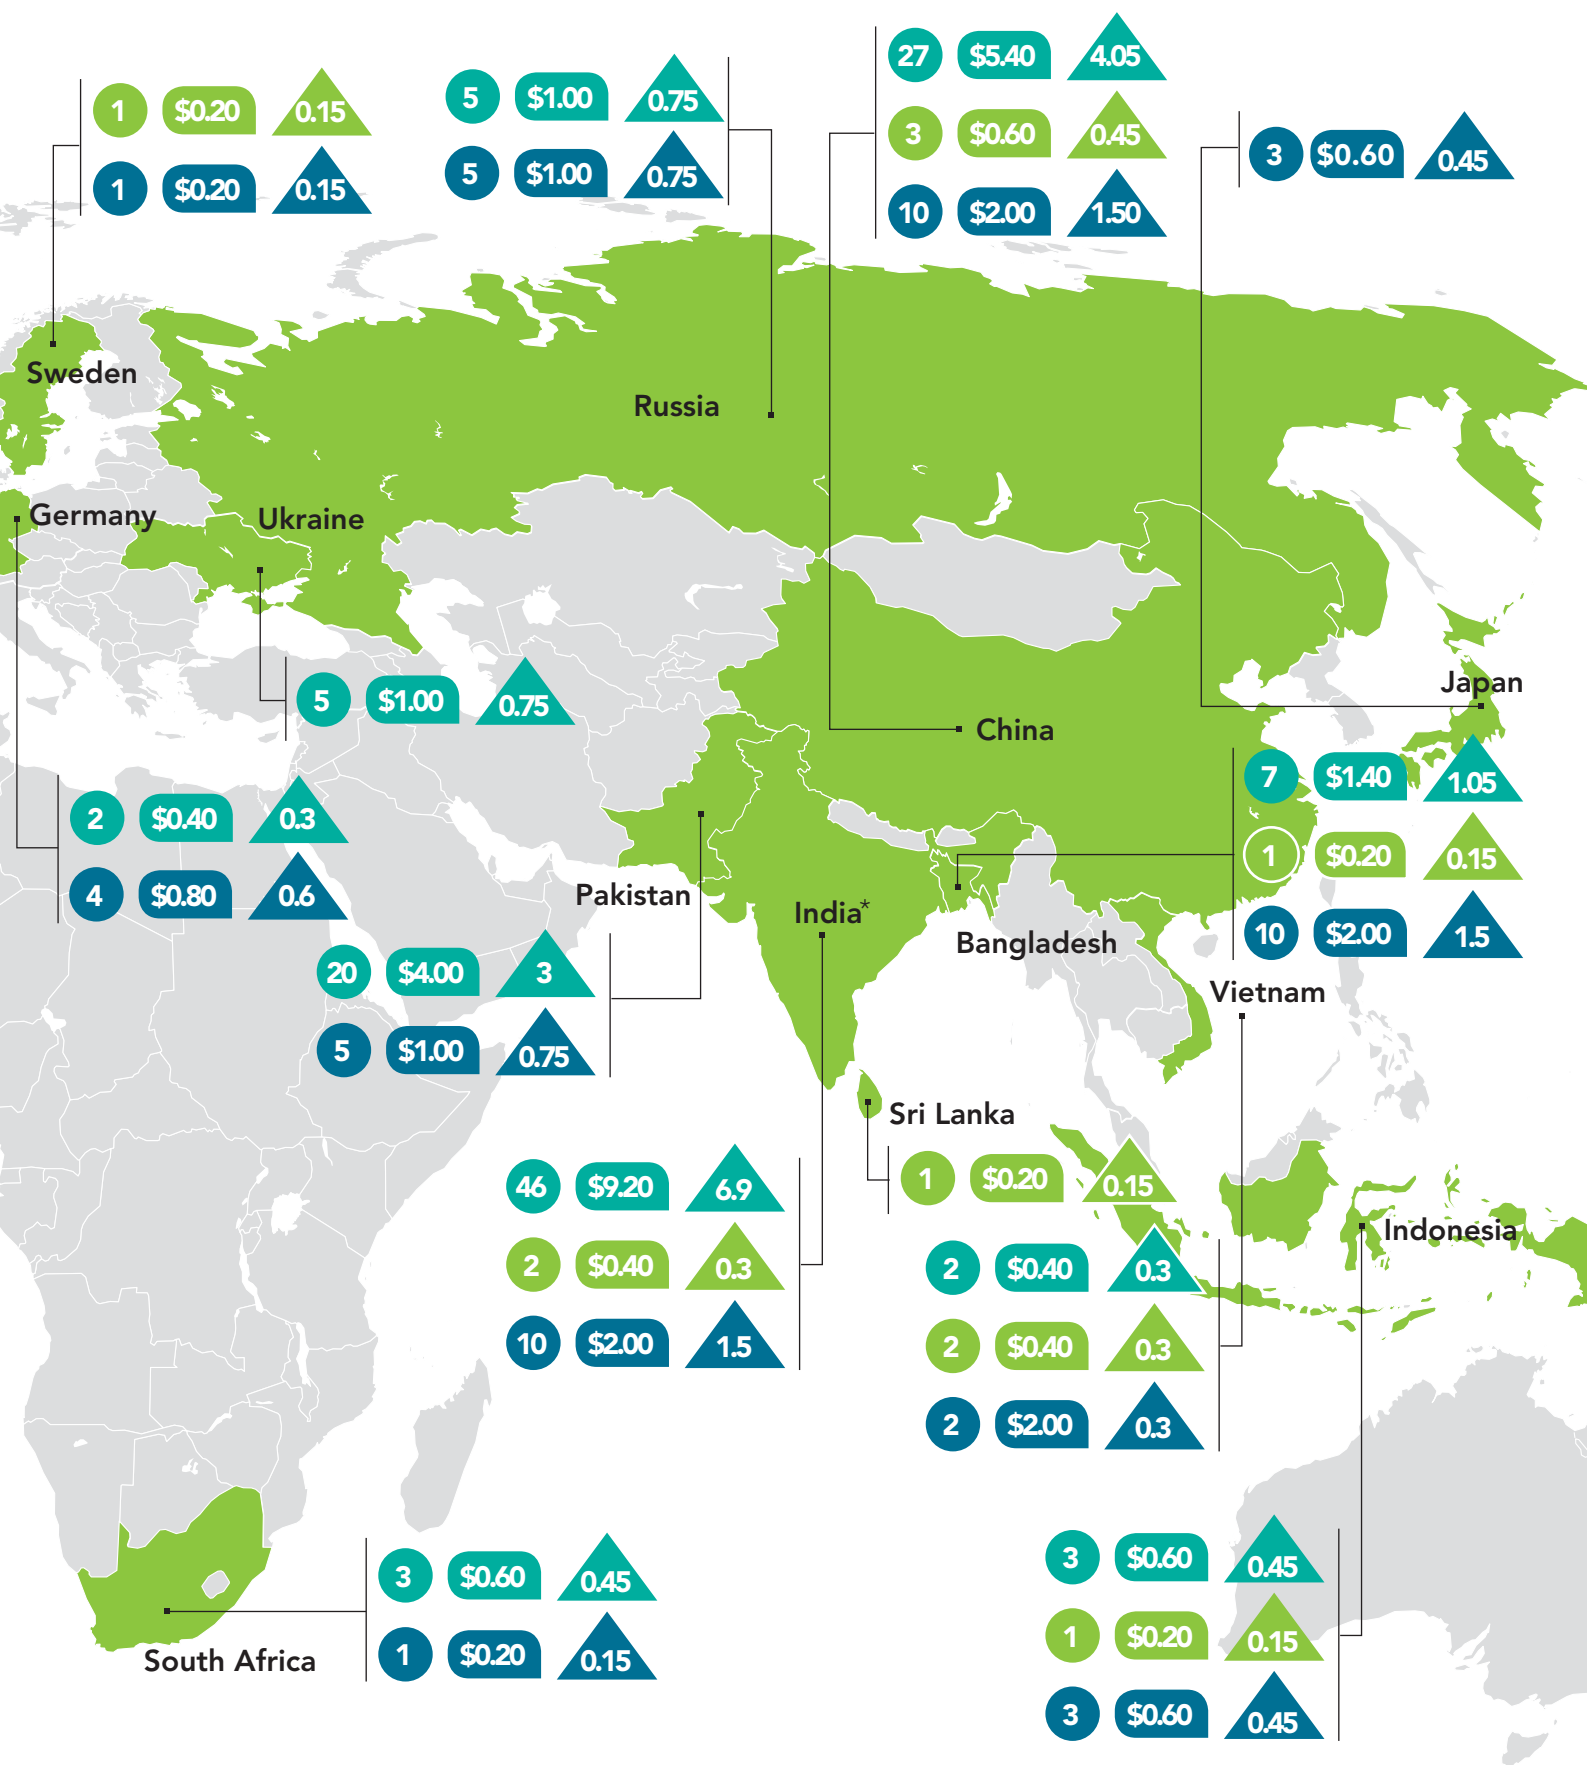 27 $5.40 4.05
1 $0.20 0.15
5 $1.00 0.75
3 $0.60 0.45
3 $0.60 0.45
1 $0.20 0.15
5 $1.00 0.75
10 $2.00 1.50
Sweden
Russia
Germany
Ukraine
Japan
5 $1.00 0.75
China
7 $1.40 1.05
2 $0.40 0.3
1 $0.20 0.15
4 $0.80 0.6
Pakistan
India*
10 $2.00 1.5
Bangladesh
20 $4.00 3
Vietnam
5 $1.00 0.75
Sri Lanka
46 $9.20 6.9
1 $0.20 0.15
Indonesia
2 $0.40 0.3
2 $0.40 0.3
10 $2.00 1.5
2 $0.40 0.3
2 $2.00 0.3
3 $0.60 0.45
3 $0.60 0.45
1 $0.20 0.15
1 $0.20 0.15
South Africa
3 $0.60 0.45